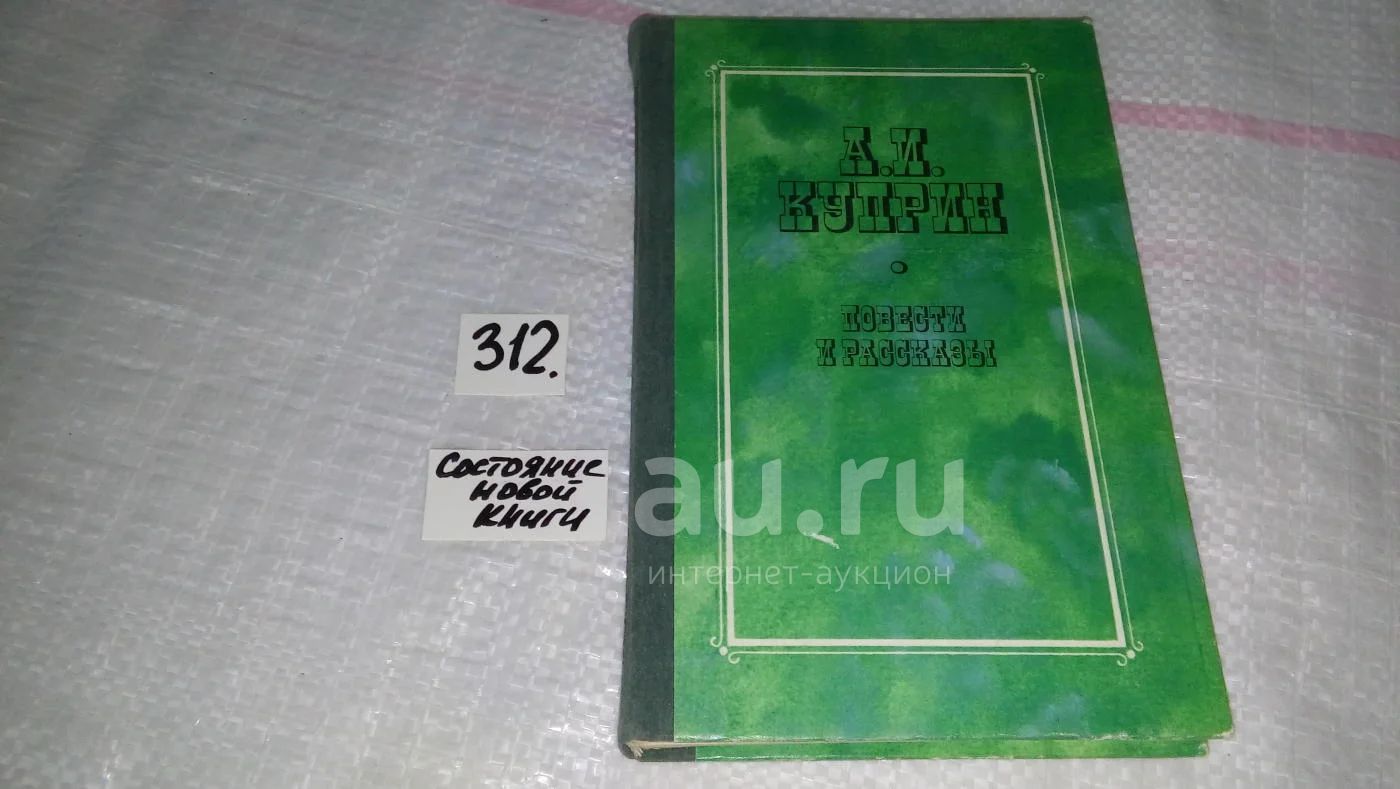 А.И.
КУПРИН
ПОВЕСТИ
И РАССКАЗЫ
312.
Состояние
новой
книги
au.ru
интернет-аукцион